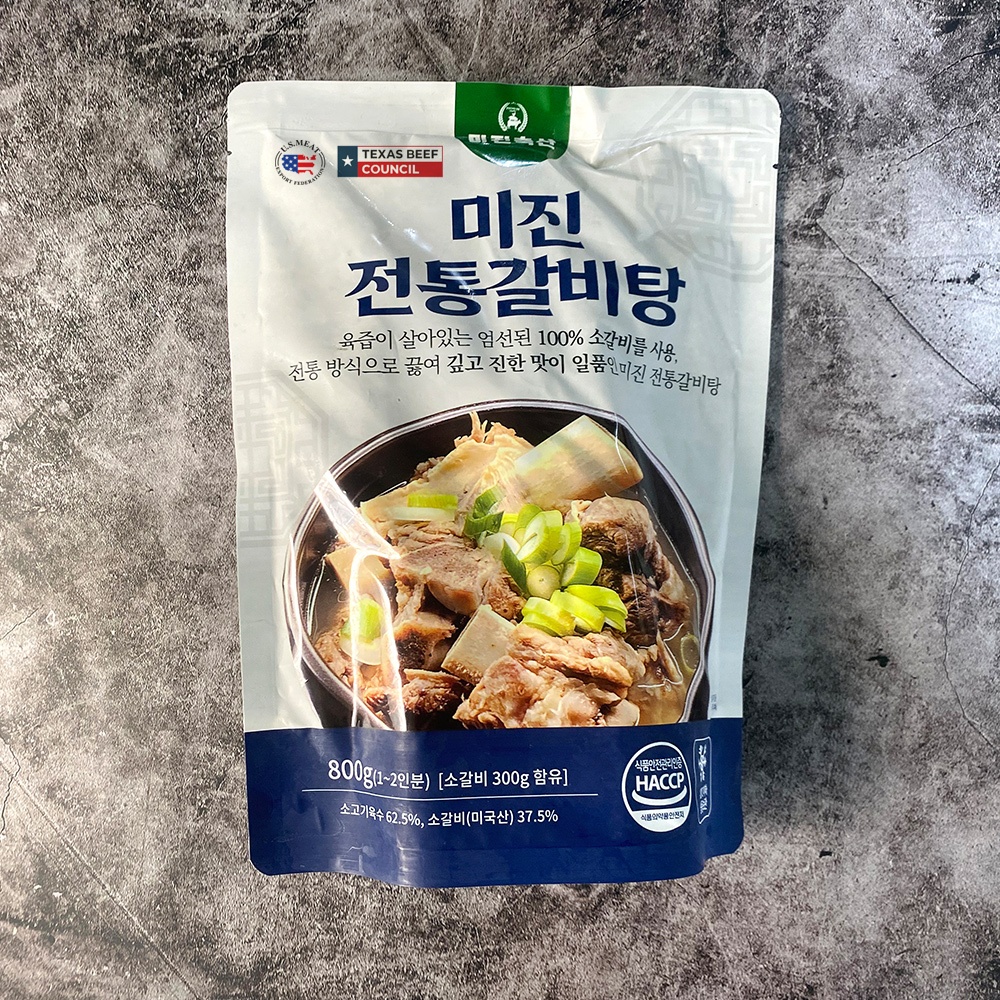 미진축산
U.S. MEAT
EXPORT FEDERATION
TEXAS BEEF
COUNCIL
미진
전통갈비탕
육즙이 살아있는 엄선된 100% 소갈비를 사용,
전통 방식으로 끓여 깊고 진한 맛이 일품인 미진 전통갈비탕
800g(1~2인분) [소갈비 300g 함유]
소고기육수 62.5%, 소갈비(미국산) 37.5%
식품안전관리인증
HACCP
식품의약품안전처